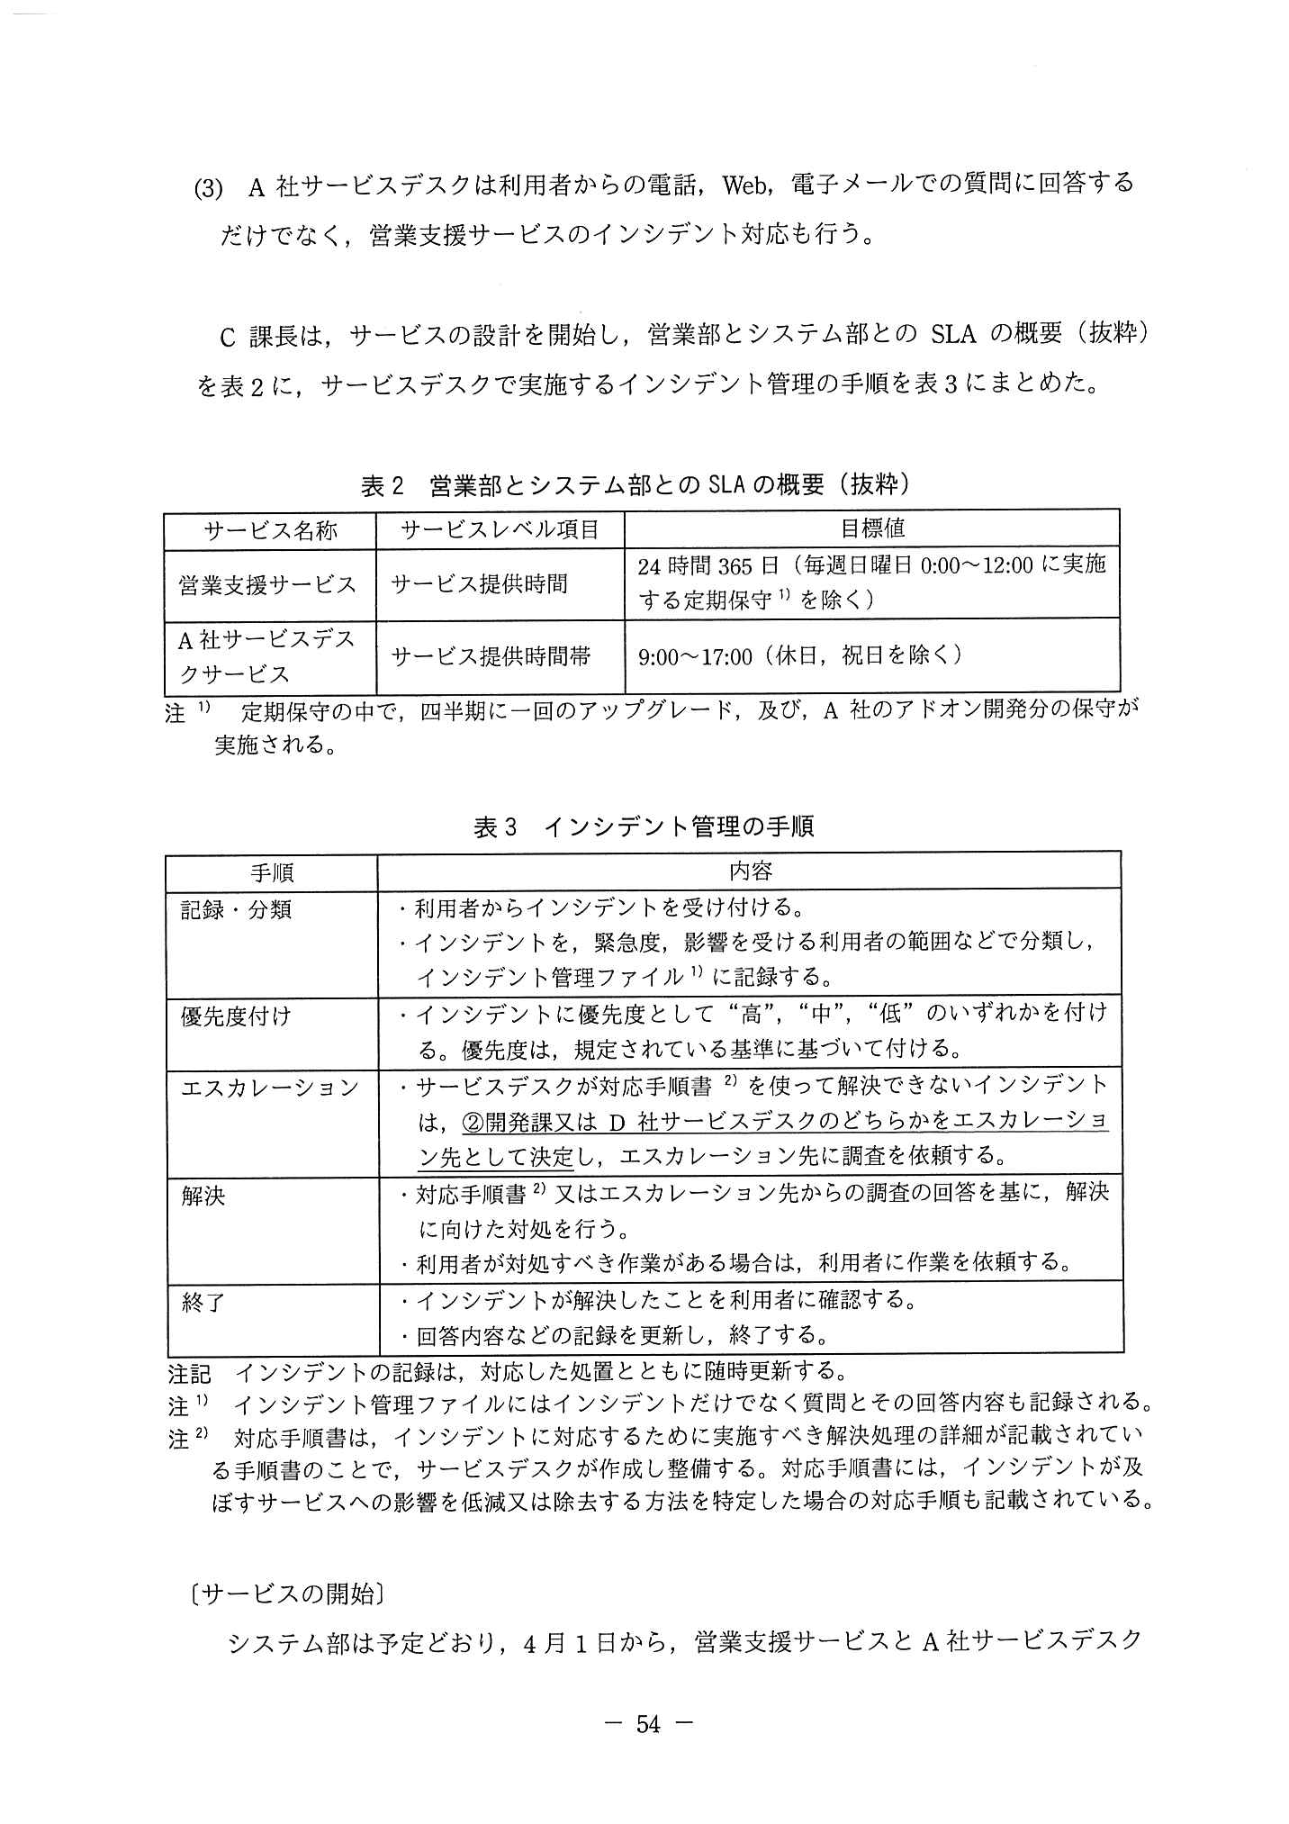 (3) A 社サービスデスクは利用者からの電話，Web，電子メールでの質問に回答する
だけでなく，営業支援サービスのインシデント対応も行う。
C 課長は，サービスの設計を開始し，営業部とシステム部との SLA の概要（抜粋）
を表 2 に，サービスデスクで実施するインシデント管理の手順を表 3 にまとめた。
表 2 営業部とシステム部との SLA の概要（抜粋）
サービス名称 サービスレベル項目 目標値
営業支援サービス サービス提供時間 24 時間 365 日（毎週日曜日 0:00～12:00 に実施
する定期保守 1) を除く）
A 社サービスデス
クサービス サービス提供時間帯 9:00～17:00（休日，祝日を除く）
注 1) 定期保守の中で，四半期に一回のアップグレード，及び，A 社のアドオン開発分の保守が
実施される。
表 3 インシデント管理の手順
手順 内容
記録・分類 ・利用者からインシデントを受け付ける。
・インシデントを，緊急度，影響を受ける利用者の範囲などで分類し，
インシデント管理ファイル 1) に記録する。
優先度付け ・インシデントに優先度として“高”，“中”，“低”のいずれかを付け
る。優先度は，規定されている基準に基づいて付ける。
エスカレーション ・サービスデスクが対応手順書 2) を使って解決できないインシデント
は，②開発課又は D 社サービスデスクのどちらかをエスカレーショ
ン先として決定し，エスカレーション先に調査を依頼する。
解決 ・対応手順書 2) 又はエスカレーション先からの調査の回答を基に，解決
に向けた対処を行う。
・利用者が対処すべき作業がある場合は，利用者に作業を依頼する。
終了 ・インシデントが解決したことを利用者に確認する。
・回答内容などの記録を更新し，終了する。
注記 インシデントの記録は，対応した処置とともに随時更新する。
注 1) インシデント管理ファイルにはインシデントだけでなく質問とその回答内容も記録される。
注 2) 対応手順書は，インシデントに対応するために実施すべき解決処理の詳細が記載されてい
る手順書のことで，サービスデスクが作成し整備する。対応手順書には，インシデントが及
ぼすサービスへの影響を低減又は除去する方法を特定した場合の対応手順も記載されている。
〔サービスの開始〕
システム部は予定どおり，4 月 1 日から，営業支援サービスと A 社サービスデスク
－ 54 －